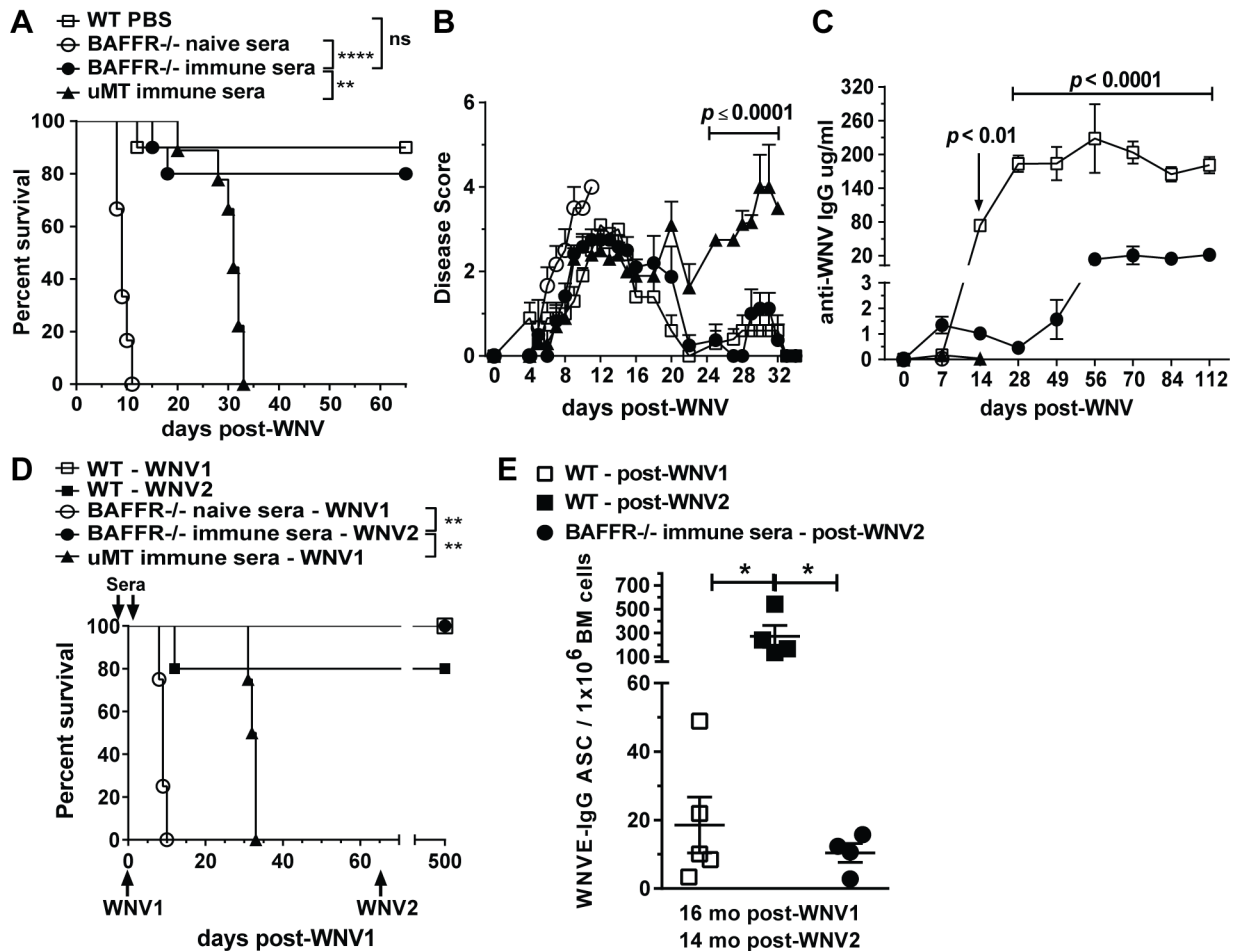 A
WT PBS
BAFFR-/- naive sera
BAFFR-/- immune sera
uMT immune sera
****
**
ns
Percent survival
100
80
60
40
20
0
0 10 20 30 40 50 60
days post-WNV
B
Disease Score
6
4
2
0
p ≤ 0.0001
0 4 8 12 16 20 24 28 32
days post-WNV
C
anti-WNV IgG ug/ml
p < 0.0001
p < 0.01
320
260
200
140
80
20
3
2
1
0
0 7 14 28 49 56 70 84 112
days post-WNV
D
WT - WNV1
WT - WNV2
BAFFR-/- naive sera - WNV1
BAFFR-/- immune sera - WNV2
uMT immune sera - WNV1
**
**
Sera
Percent survival
100
80
60
40
20
0
0 20 40 60 500
WNV1 WNV2
days post-WNV1
E
WT - post-WNV1
WT - post-WNV2
BAFFR-/- immune sera - post-WNV2
WNVE-IgG ASC / 1x10⁶ BM cells
* *
700
500
300
100
60
40
20
0
16 mo post-WNV1
14 mo post-WNV2